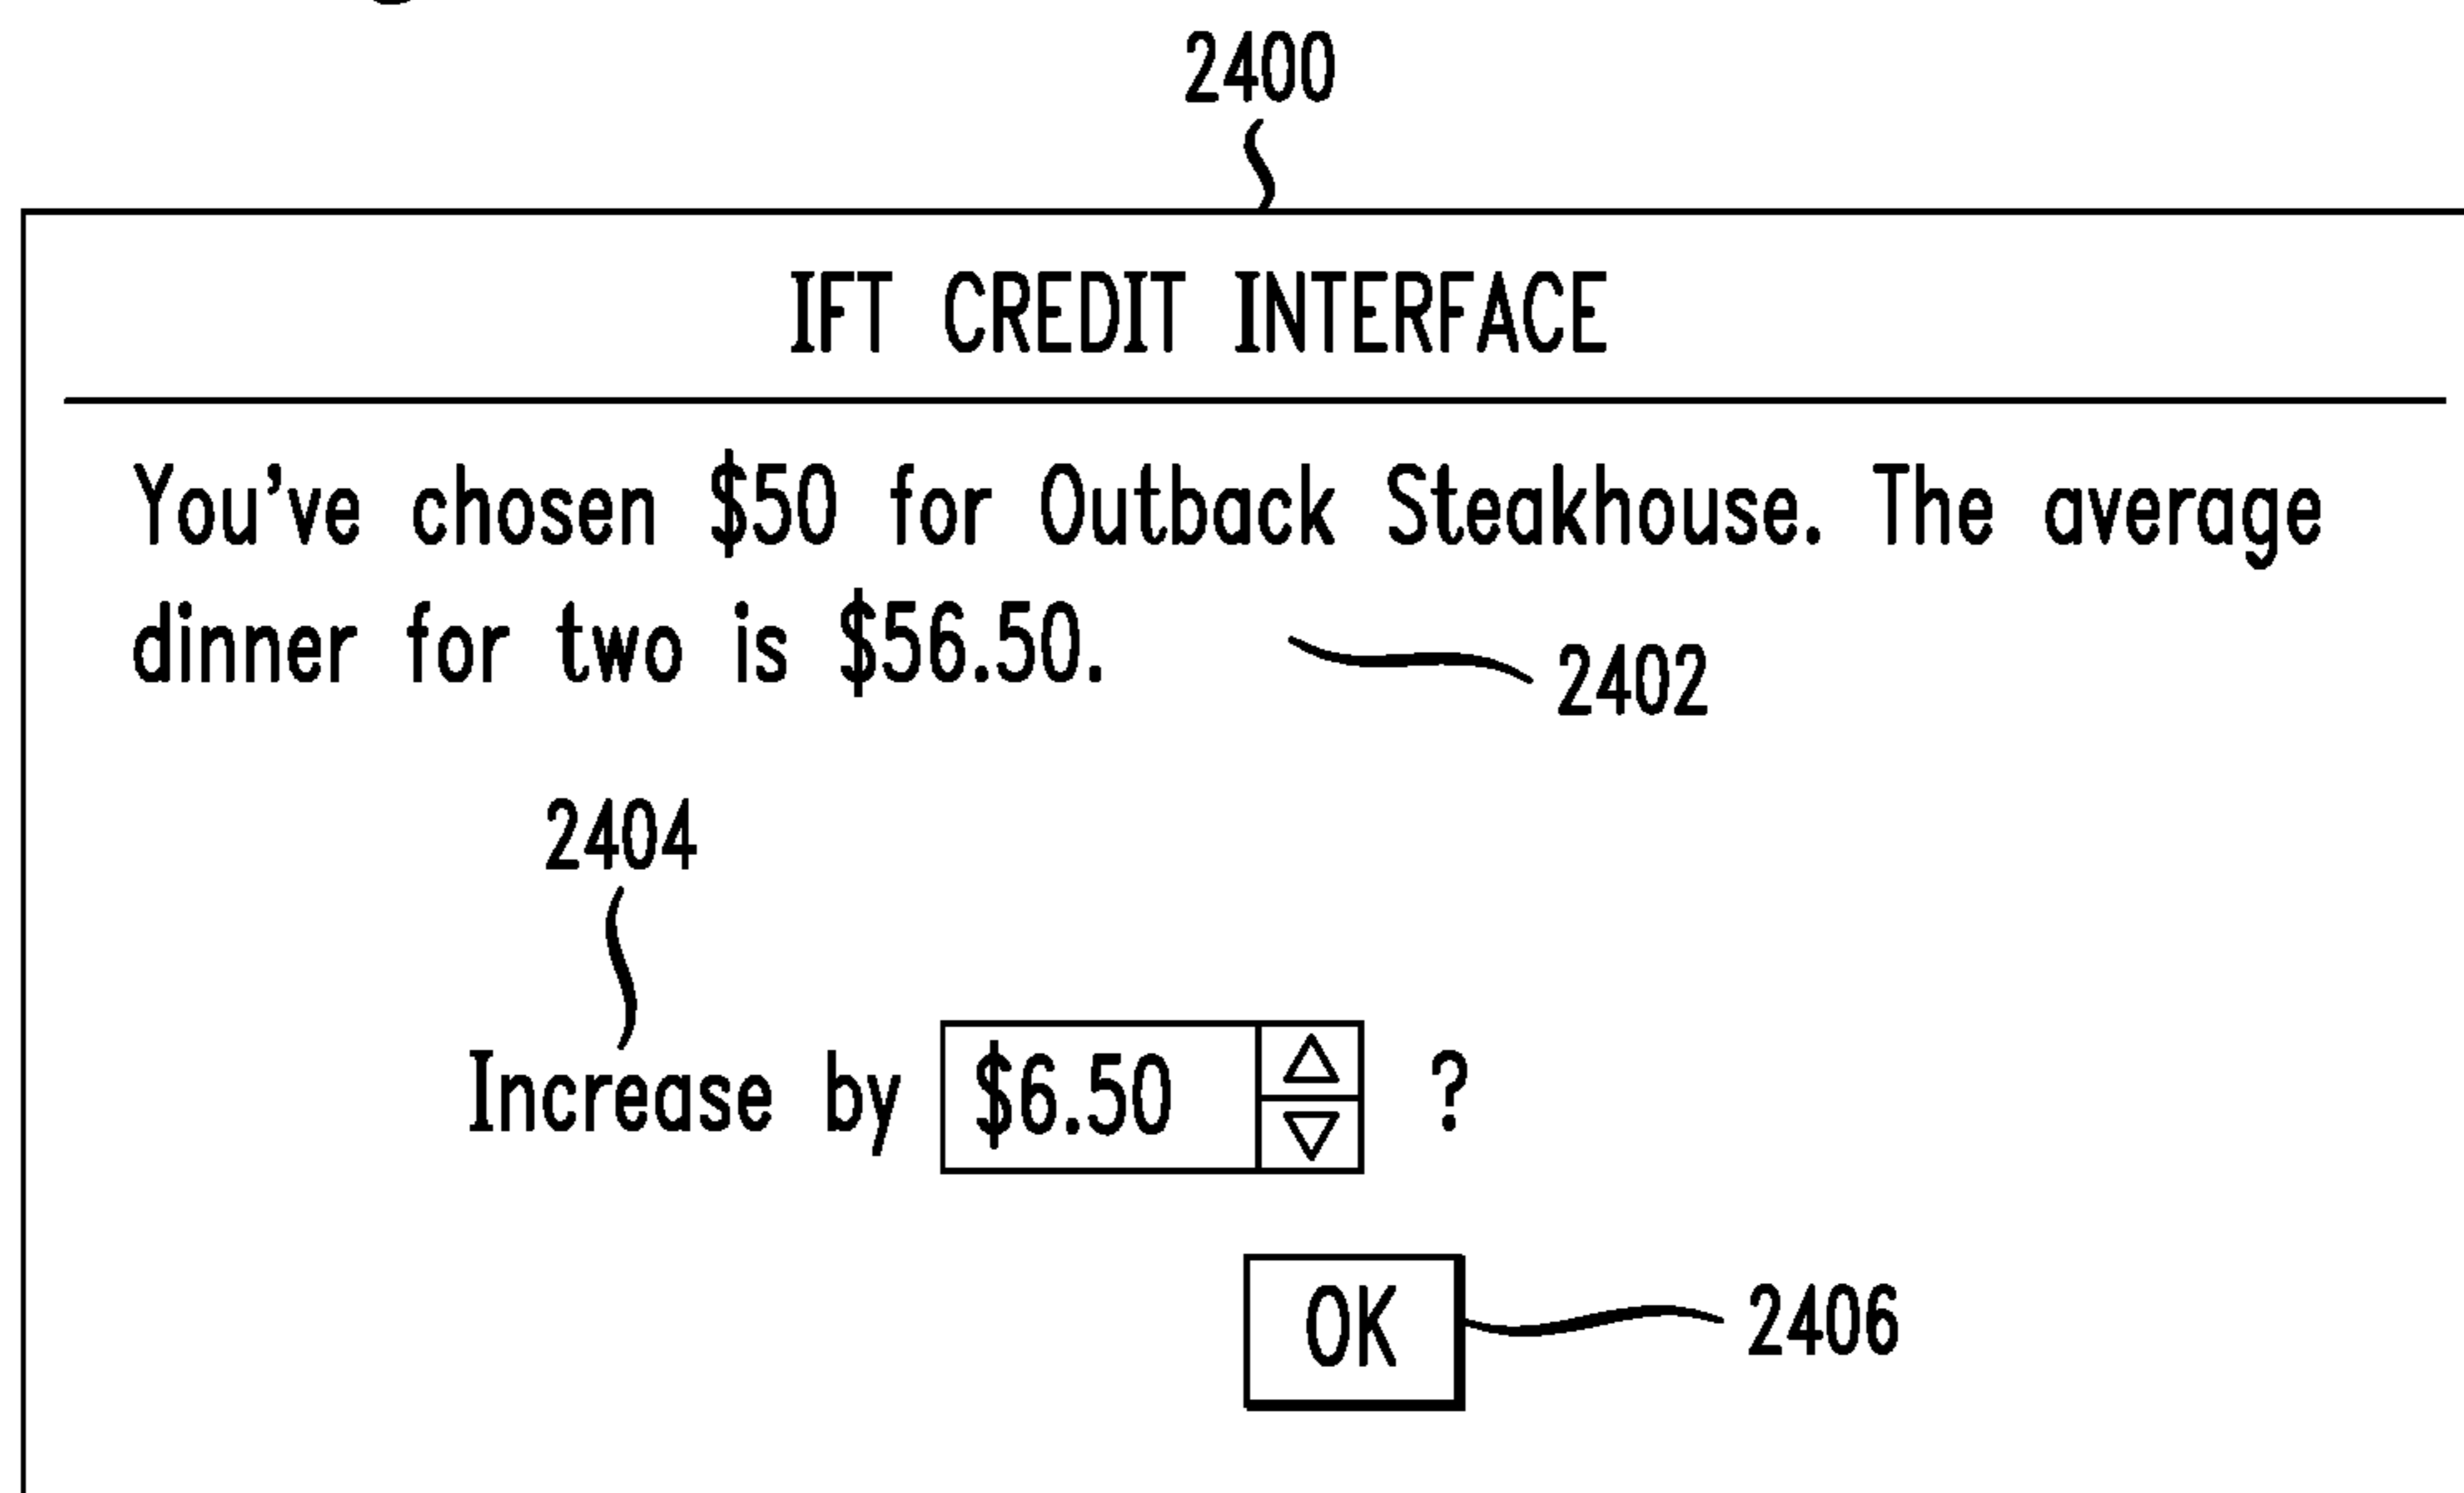 2400
IFT CREDIT INTERFACE
You've chosen $50 for Outback Steakhouse. The average
dinner for two is $56.50.
2402
2404
Increase by $6.50 ?
OK
2406